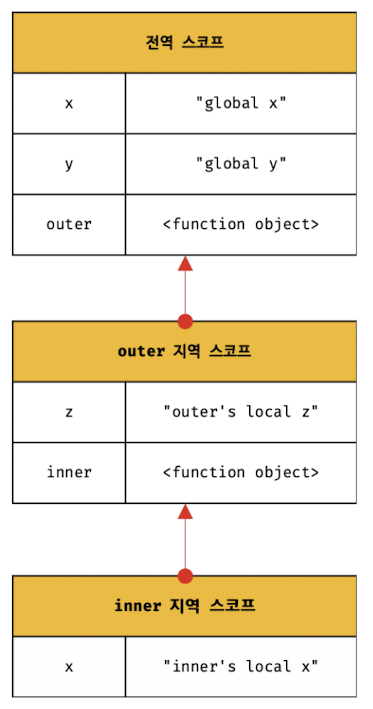 전역 스코프
x "global x"
y "global y"
outer <function object>
outer 지역 스코프
z "outer's local z"
inner <function object>
inner 지역 스코프
x "inner's local x"